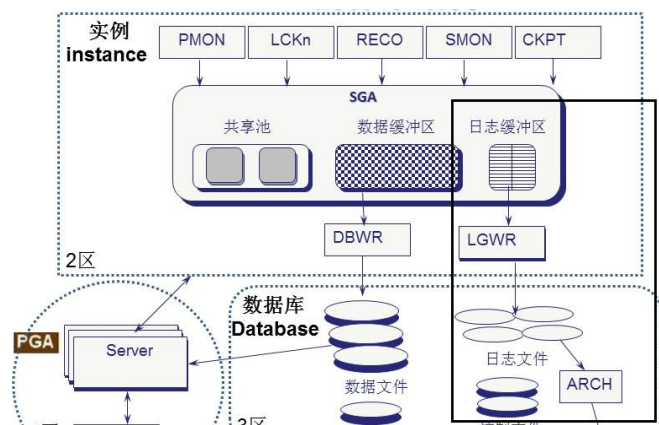 实例
instance
PMON
LCKn
RECO
SMON
CKPT
SGA
共享池
数据缓冲区
日志缓冲区
DBWR
LGWR
2区
数据库
Database
PGA
Server
日志文件
数据文件
ARCH
3区